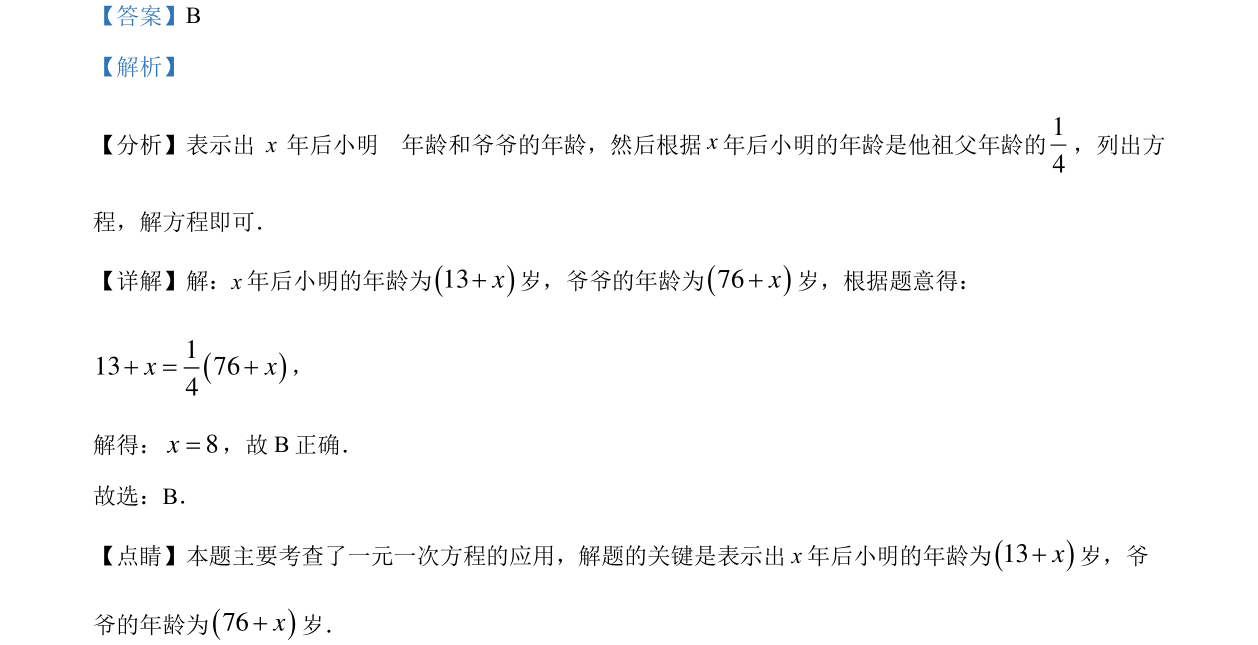 【答案】B
【解析】
【分析】表示出 x 年后小明 年龄和爷爷的年龄，然后根据 x 年后小明的年龄是他祖父年龄的 1/4，列出方
程，解方程即可．
【详解】解：x 年后小明的年龄为(13+x)岁，爷爷的年龄为(76+x)岁，根据题意得：
13+x=1/4(76+x)，
解得：x=8，故 B 正确．
故选：B．
【点睛】本题主要考查了一元一次方程的应用，解题的关键是表示出 x 年后小明的年龄为(13+x)岁，爷
爷的年龄为(76+x)岁．